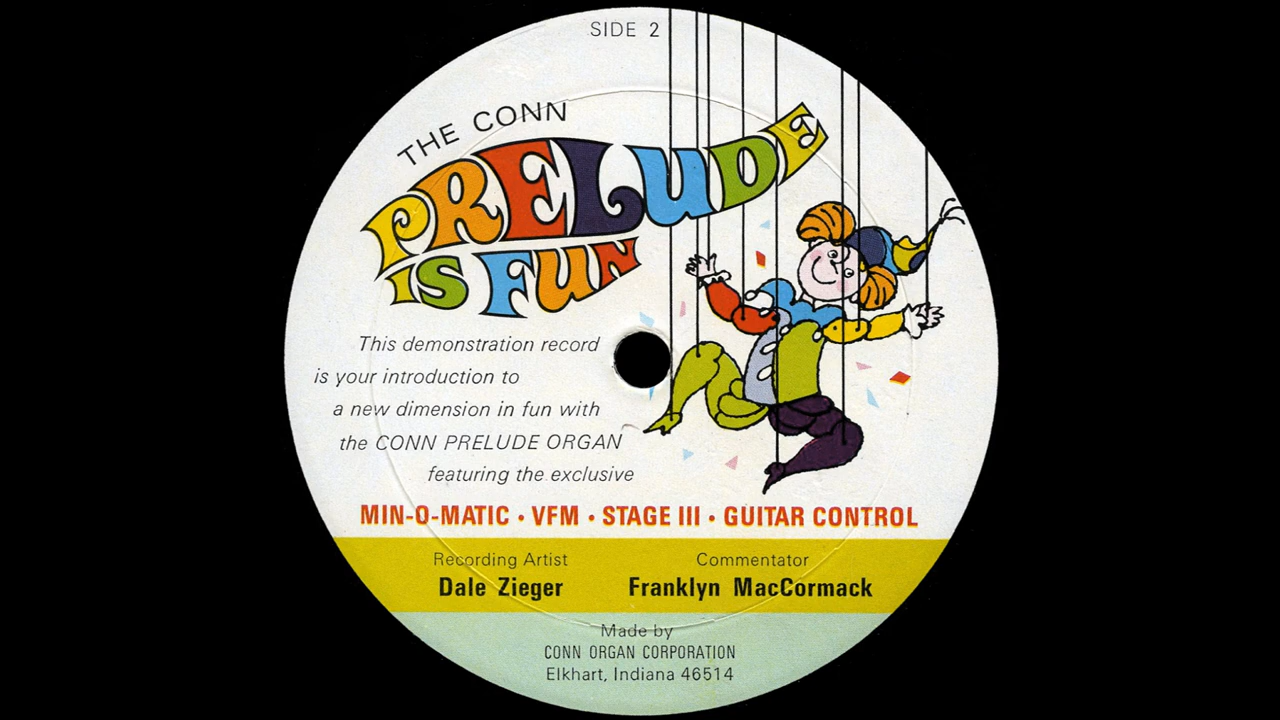 SIDE 2
THE CONN
PRELUDE
IS FUN
This demonstration record
is your introduction to
a new dimension in fun with
the CONN PRELUDE ORGAN
featuring the exclusive
MIN-O-MATIC • VFM • STAGE III • GUITAR CONTROL
Recording Artist Commentator
Dale Zieger Franklyn MacCormack
Made by
CONN ORGAN CORPORATION
Elkhart, Indiana 46514